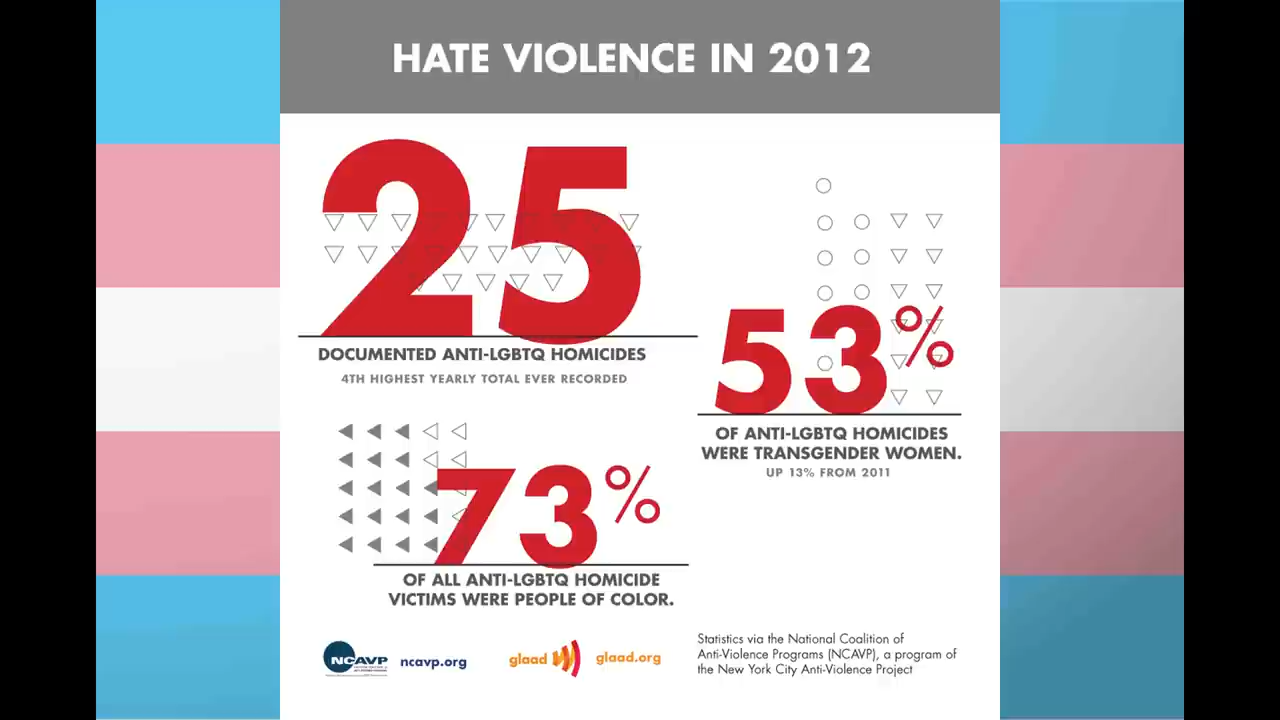 HATE VIOLENCE IN 2012
25
DOCUMENTED ANTI-LGBTQ HOMICIDES
4TH HIGHEST YEARLY TOTAL EVER RECORDED
53%
OF ANTI-LGBTQ HOMICIDES
WERE TRANSGENDER WOMEN.
UP 13% FROM 2011
73%
OF ALL ANTI-LGBTQ HOMICIDE
VICTIMS WERE PEOPLE OF COLOR.
NCAVP
ncavp.org
glaad
glaad.org
Statistics via the National Coalition of
Anti-Violence Programs (NCAVP), a program of
the New York City Anti-Violence Project